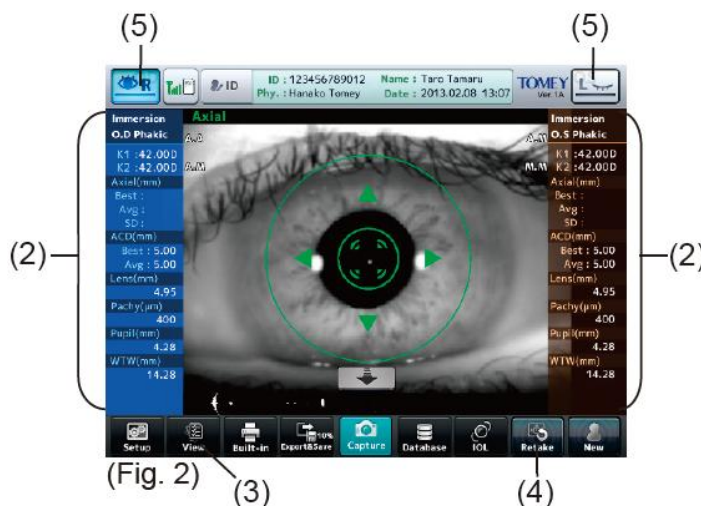 (5)
(5)
R
ID
ID : 123456789012 Name : Taro Tamaru
Phy. : Hanako Tomey Date : 2013.02.08 13:07
TOMEY
Ver. 1A
L
Immersion
O.D Phakic
K1 :42.00D
K2 :42.00D
Axial(mm)
Best :
Avg :
SD :
ACD(mm)
Best : 5.00
Avg : 5.00
Lens(mm)
4.95
Pachy(µm)
400
Pupil(mm)
4.28
WTW(mm)
14.28
(2)
Axial
A.A
A.M
A.M
M.M
Immersion
O.S Phakic
K1 :42.00D
K2 :42.00D
Axial(mm)
Best :
Avg :
SD :
ACD(mm)
Best : 5.00
Avg : 5.00
Lens(mm)
4.95
Pachy(µm)
400
Pupil(mm)
4.28
WTW(mm)
14.28
(2)
Setup
View
Built-in
Export&Save
10%
Capture
Database
IOL
Retake
New
(Fig. 2)
(3)
(4)